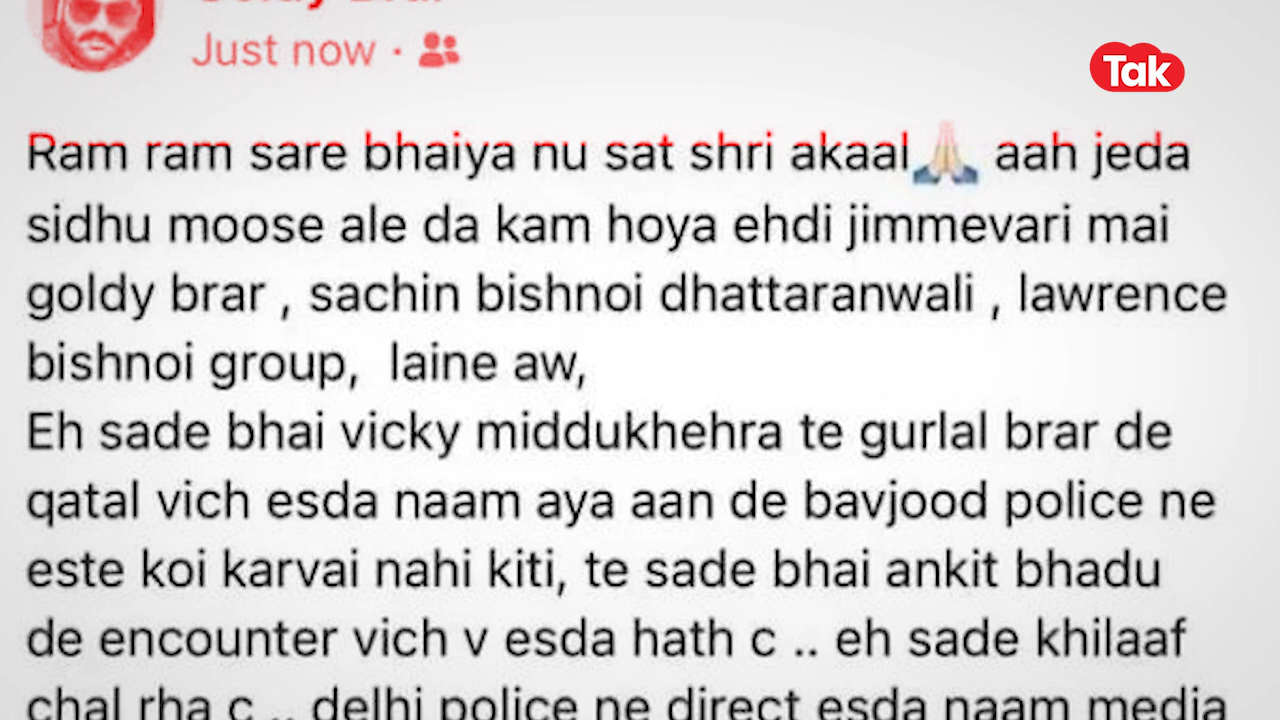 Just now ·
Tak
Ram ram sare bhaiya nu sat shri akaal🙏🏻 aah jeda
sidhu moose ale da kam hoya ehdi jimmevari mai
goldy brar , sachin bishnoi dhattaranwali , lawrence
bishnoi group, laine aw,
Eh sade bhai vicky middukhehra te gurlal brar de
qatal vich esda naam aya aan de bavjood police ne
este koi karvai nahi kiti, te sade bhai ankit bhadu
de encounter vich v esda hath c .. eh sade khilaaf
chal rha c .. delhi police ne direct esda naam media